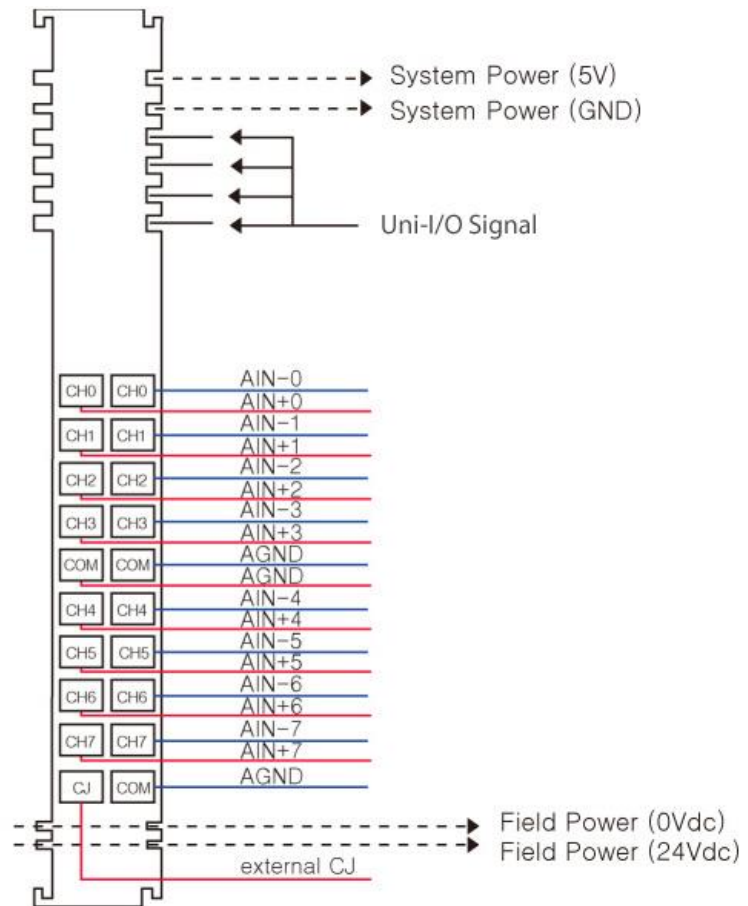 System Power (5V)
System Power (GND)
Uni-I/O Signal
CH0 CH0 AIN-0
AIN+0
CH1 CH1 AIN-1
AIN+1
CH2 CH2 AIN-2
AIN+2
CH3 CH3 AIN-3
AIN+3
COM COM AGND
AGND
CH4 CH4 AIN-4
AIN+4
CH5 CH5 AIN-5
AIN+5
CH6 CH6 AIN-6
AIN+6
CH7 CH7 AIN-7
AIN+7
CJ COM AGND
Field Power (0Vdc)
Field Power (24Vdc)
external CJ